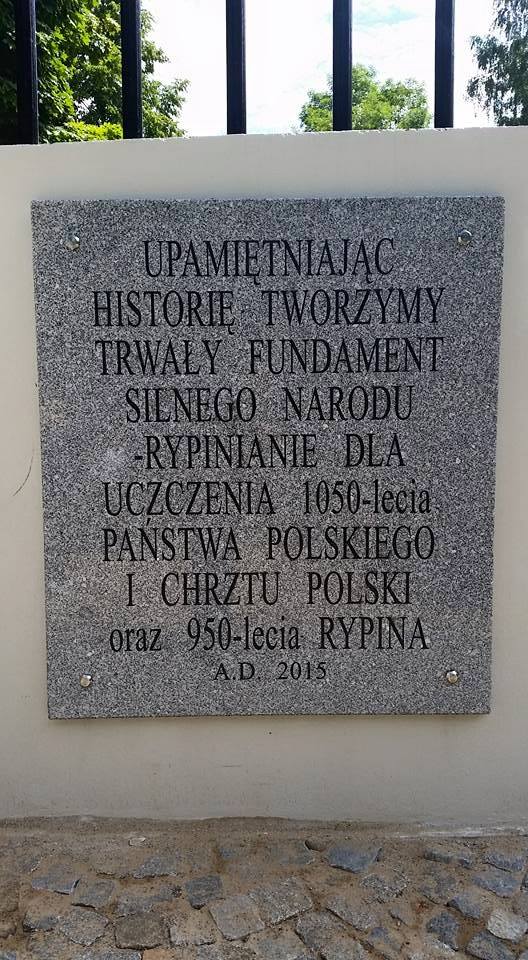 UPAMIĘTNIAJĄC
HISTORIĘ TWORZYMY
TRWAŁY FUNDAMENT
SILNEGO NARODU
-RYPINIANIE DLA
UCZCZENIA 1050-lecia
PAŃSTWA POLSKIEGO
I CHRZTU POLSKI
oraz 950-lecia RYPINA
A.D. 2015